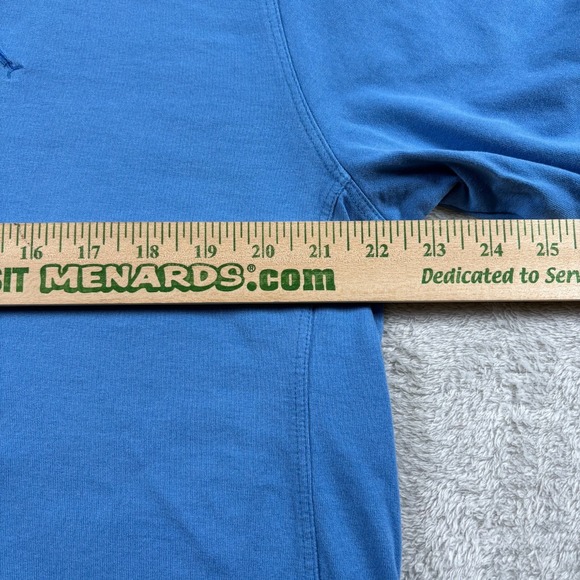 16 17 18 19 20 21 22 23 24 25
SIT MENARDS®.com Dedicated to Serv